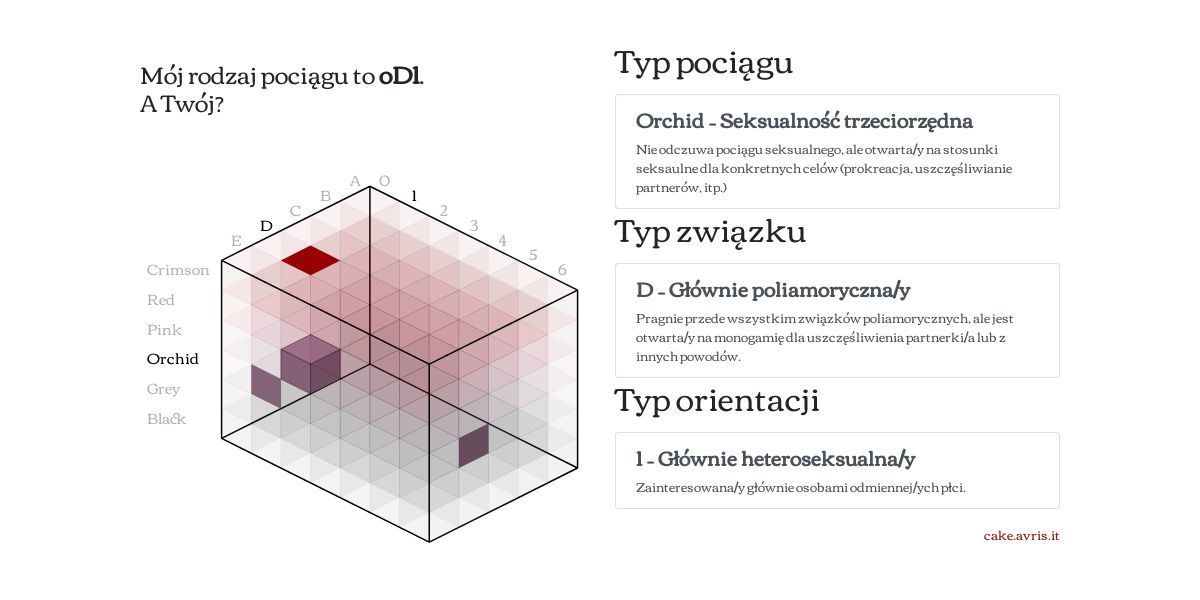 Mój rodzaj pociągu to oD1.
A Twój?
A O
B 1
C 2
D 3
E 4
5
6
Crimson
Red
Pink
Orchid
Grey
Black
Typ pociągu
Orchid – Seksualność trzeciorzędna
Nie odczuwa pociągu seksualnego, ale otwarta/y na stosunki
seksaulne dla konkretnych celów (prokreacja, uszczęśliwianie
partnerów, itp.)
Typ związku
D – Głównie poliamoryczna/y
Pragnie przede wszystkim związków poliamorycznych, ale jest
otwarta/y na monogamię dla uszczęśliwienia partnerki/a lub z
innych powodów.
Typ orientacji
1 – Głównie heteroseksualna/y
Zainteresowana/y głównie osobami odmiennej/ych płci.
cake.avris.it